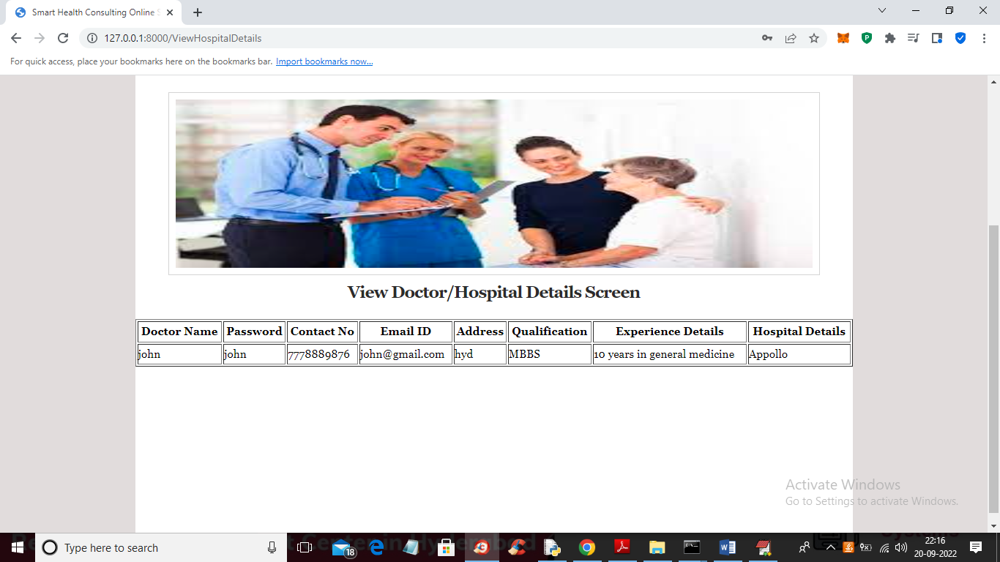 Smart Health Consulting Online S
127.0.0.1:8000/ViewHospitalDetails
For quick access, place your bookmarks here on the bookmarks bar. Import bookmarks now...
View Doctor/Hospital Details Screen
Doctor Name Password Contact No Email ID Address Qualification Experience Details Hospital Details
john john 7778889876 john@gmail.com hyd MBBS 10 years in general medicine Appollo
Activate Windows
Go to Settings to activate Windows.
Type here to search
18
22:16
20-09-2022